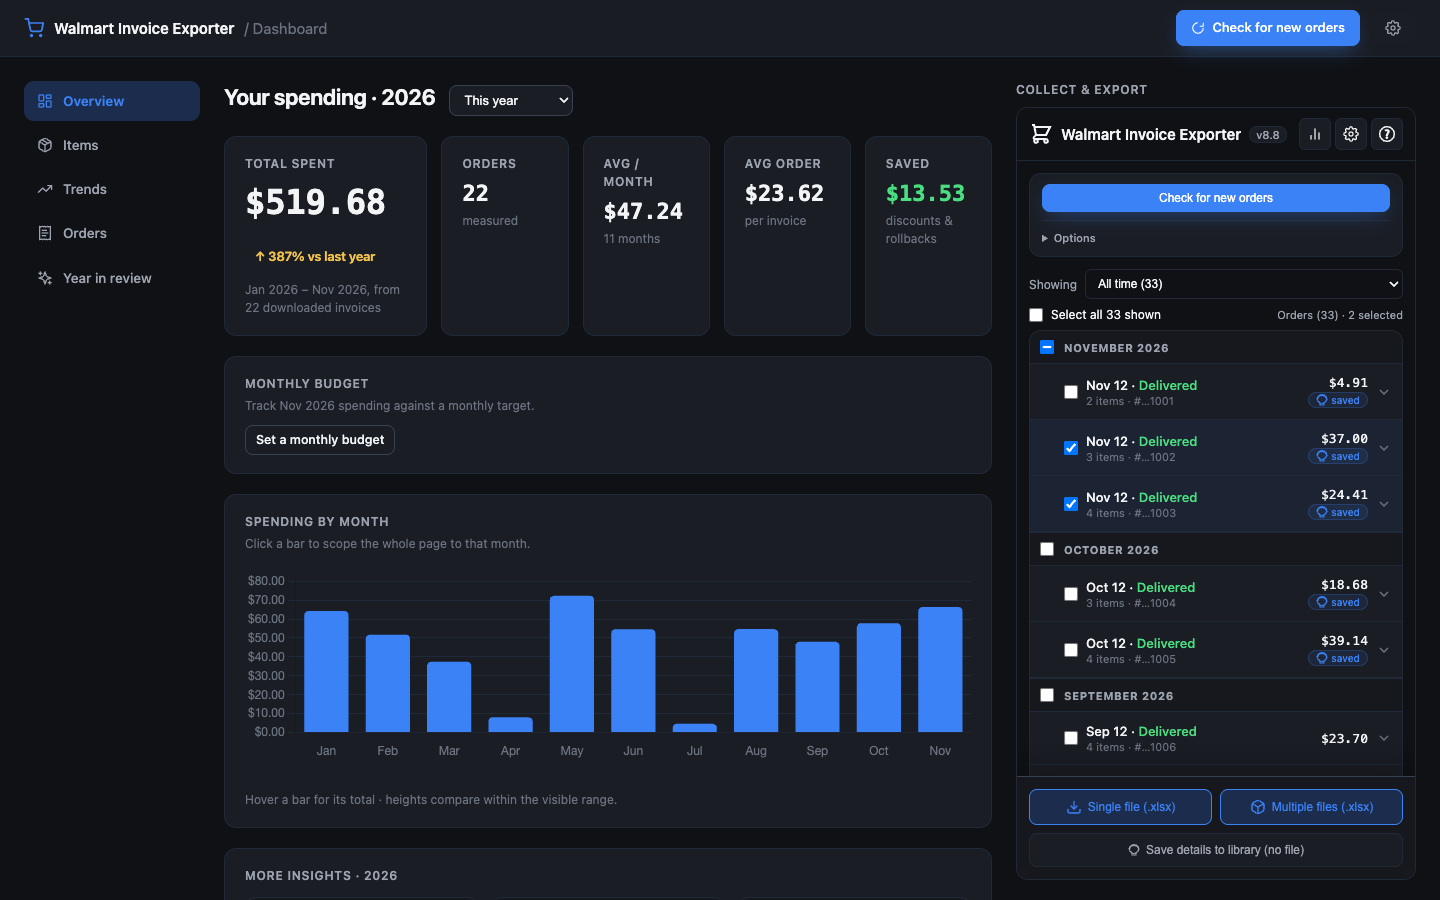 Walmart Invoice Exporter / Dashboard
Check for new orders
Overview
Items
Trends
Orders
Year in review
Your spending · 2026
This year
TOTAL SPENT
$519.68
↑ 387% vs last year
Jan 2026 – Nov 2026, from
22 downloaded invoices
ORDERS
22
measured
AVG /
MONTH
$47.24
11 months
AVG ORDER
$23.62
per invoice
SAVED
$13.53
discounts &
rollbacks
MONTHLY BUDGET
Track Nov 2026 spending against a monthly target.
Set a monthly budget
SPENDING BY MONTH
Click a bar to scope the whole page to that month.
$80.00
$70.00
$60.00
$50.00
$40.00
$30.00
$20.00
$10.00
$0.00
Jan Feb Mar Apr May Jun Jul Aug Sep Oct Nov
Hover a bar for its total · heights compare within the visible range.
MORE INSIGHTS · 2026
COLLECT & EXPORT
Walmart Invoice Exporter v8.8
Check for new orders
Options
Showing All time (33)
Select all 33 shown Orders (33) · 2 selected
NOVEMBER 2026
Nov 12 · Delivered $4.91
2 items · #…1001 saved
Nov 12 · Delivered $37.00
3 items · #…1002 saved
Nov 12 · Delivered $24.41
4 items · #…1003 saved
OCTOBER 2026
Oct 12 · Delivered $18.68
3 items · #…1004 saved
Oct 12 · Delivered $39.14
4 items · #…1005 saved
SEPTEMBER 2026
Sep 12 · Delivered $23.70
4 items · #…1006
Single file (.xlsx)
Multiple files (.xlsx)
Save details to library (no file)